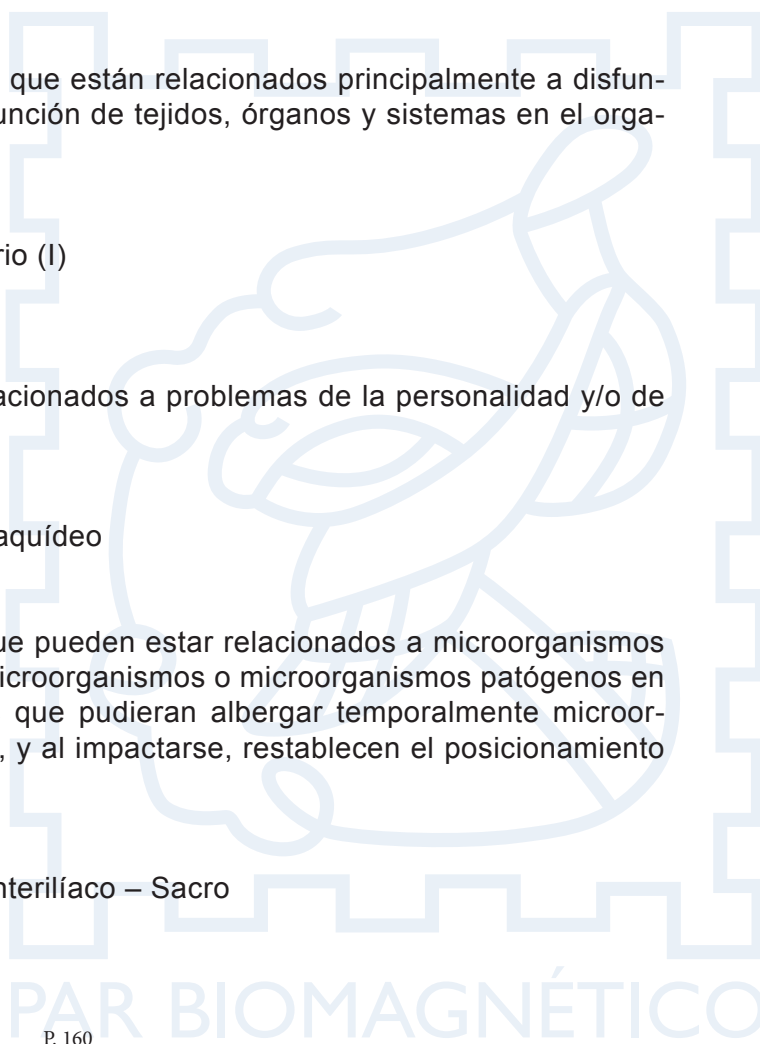 que están relacionados principalmente a disfun-
unción de tejidos, órganos y sistemas en el orga-
rio (I)
acionados a problemas de la personalidad y/o de
aquídeo
ue pueden estar relacionados a microorganismos
nicroorganismos o microorganismos patógenos en
que pudieran albergar temporalmente microor-
, y al impactarse, restablecen el posicionamiento
nterilíaco – Sacro
PAR BIOMAGNÉTICO
P. 160